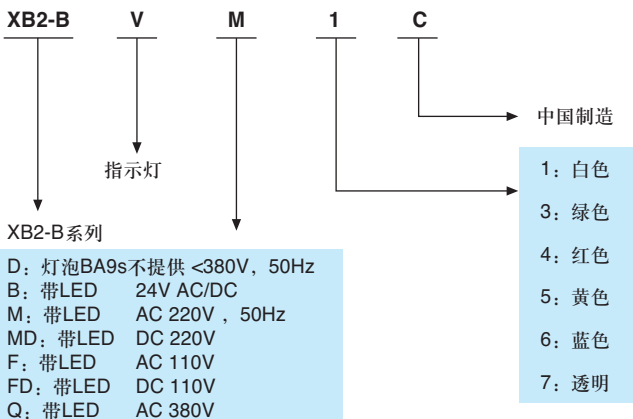 XB2-B V M 1 C
中国制造
指示灯
1：白色
3：绿色
4：红色
5：黄色
6：蓝色
7：透明
XB2-B系列
D：灯泡BA9s不提供 <380V，50Hz
B：带LED 24V AC/DC
M：带LED AC 220V ，50Hz
MD：带LED DC 220V
F：带LED AC 110V
FD：带LED DC 110V
Q：带LED AC 380V